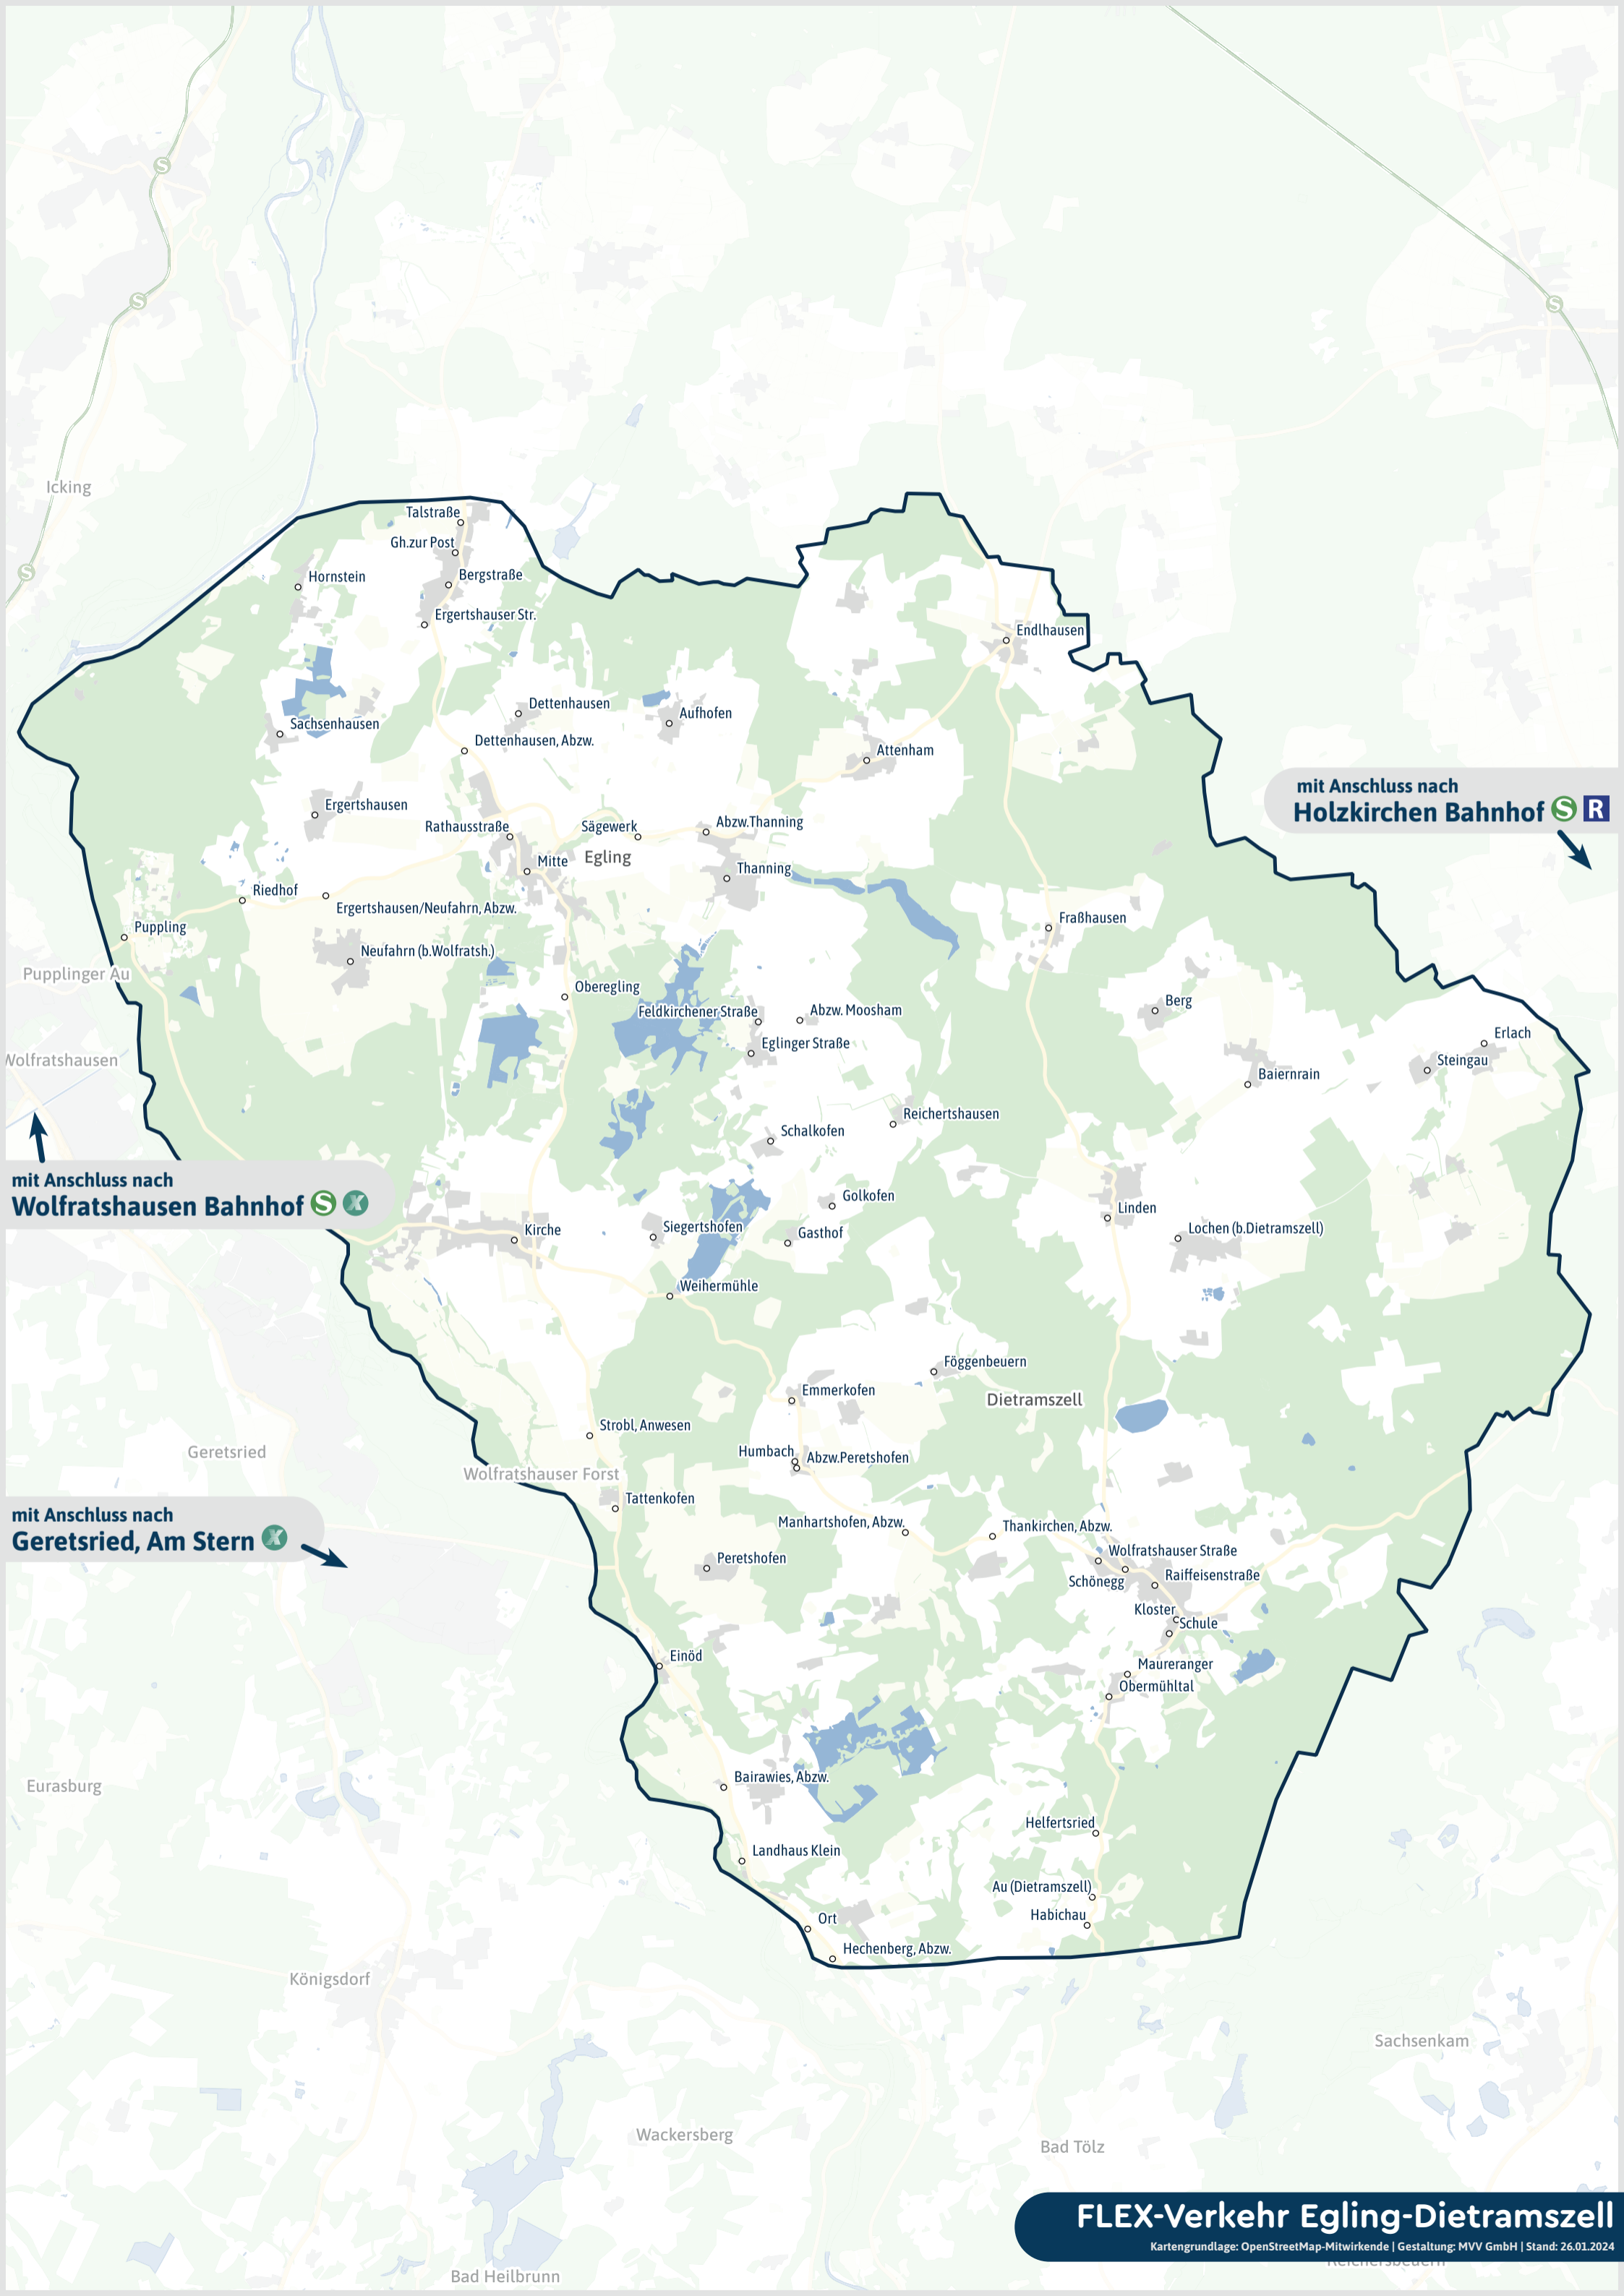 Icking
Talstraße
Gh.zur Post
Hornstein
Bergstraße
Ergertshauser Str.
Endlhausen
Dettenhausen
Aufhofen
Sachsenhausen
Dettenhausen, Abzw.
Attenham
mit Anschluss nach
Holzkirchen Bahnhof S R
Ergertshausen
Rathausstraße
Sägewerk
Abzw.Thanning
Egling
Mitte
Thanning
Riedhof
Ergertshausen/Neufahrn, Abzw.
Puppling
Fraßhausen
Neufahrn (b.Wolfratsh.)
Pupplinger Au
Oberegling
Feldkirchener Straße
Abzw. Moosham
Berg
Eglinger Straße
Erlach
Steingau
Wolfratshausen
Baiernrain
Reichertshausen
Schalkofen
mit Anschluss nach
Wolfratshausen Bahnhof S X
Golkofen
Linden
Kirche
Siegertshofen
Gasthof
Lochen (b.Dietramszell)
Weihermühle
Föggenbeuern
Emmerkofen
Dietramszell
Strobl, Anwesen
Geretsried
Humbach
Abzw.Peretshofen
Wolfratshauser Forst
Tattenkofen
mit Anschluss nach
Geretsried, Am Stern X
Manhartshofen, Abzw.
Thankirchen, Abzw.
Peretshofen
Wolfratshauser Straße
Schönegg
Raiffeisenstraße
Kloster
Schule
Einöd
Maureranger
Obermühltal
Eurasburg
Bairawies, Abzw.
Helfertsried
Landhaus Klein
Au (Dietramszell)
Ort
Habichau
Hechenberg, Abzw.
Königsdorf
Sachsenkam
Wackersberg
Bad Tölz
FLEX-Verkehr Egling-Dietramszell
Kartengrundlage: OpenStreetMap-Mitwirkende | Gestaltung: MVV GmbH | Stand: 26.01.2024
Reichersbeuern
Bad Heilbrunn